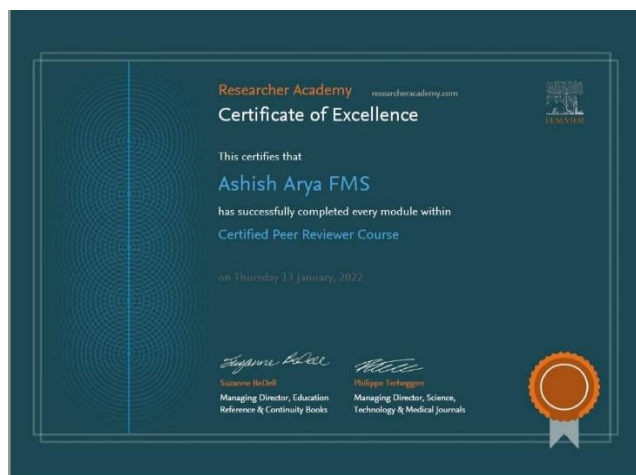 Researcher Academy researcheracademy.com
Certificate of Excellence
ELSEVIER
This certifies that
Ashish Arya FMS
has successfully completed every module within
Certified Peer Reviewer Course
on Thursday 13 January, 2022
Suzanne BeDell
Suzanne BeDell
Managing Director, Education
Reference & Continuity Books
Philippe Terheggen
Managing Director, Science,
Technology & Medical Journals